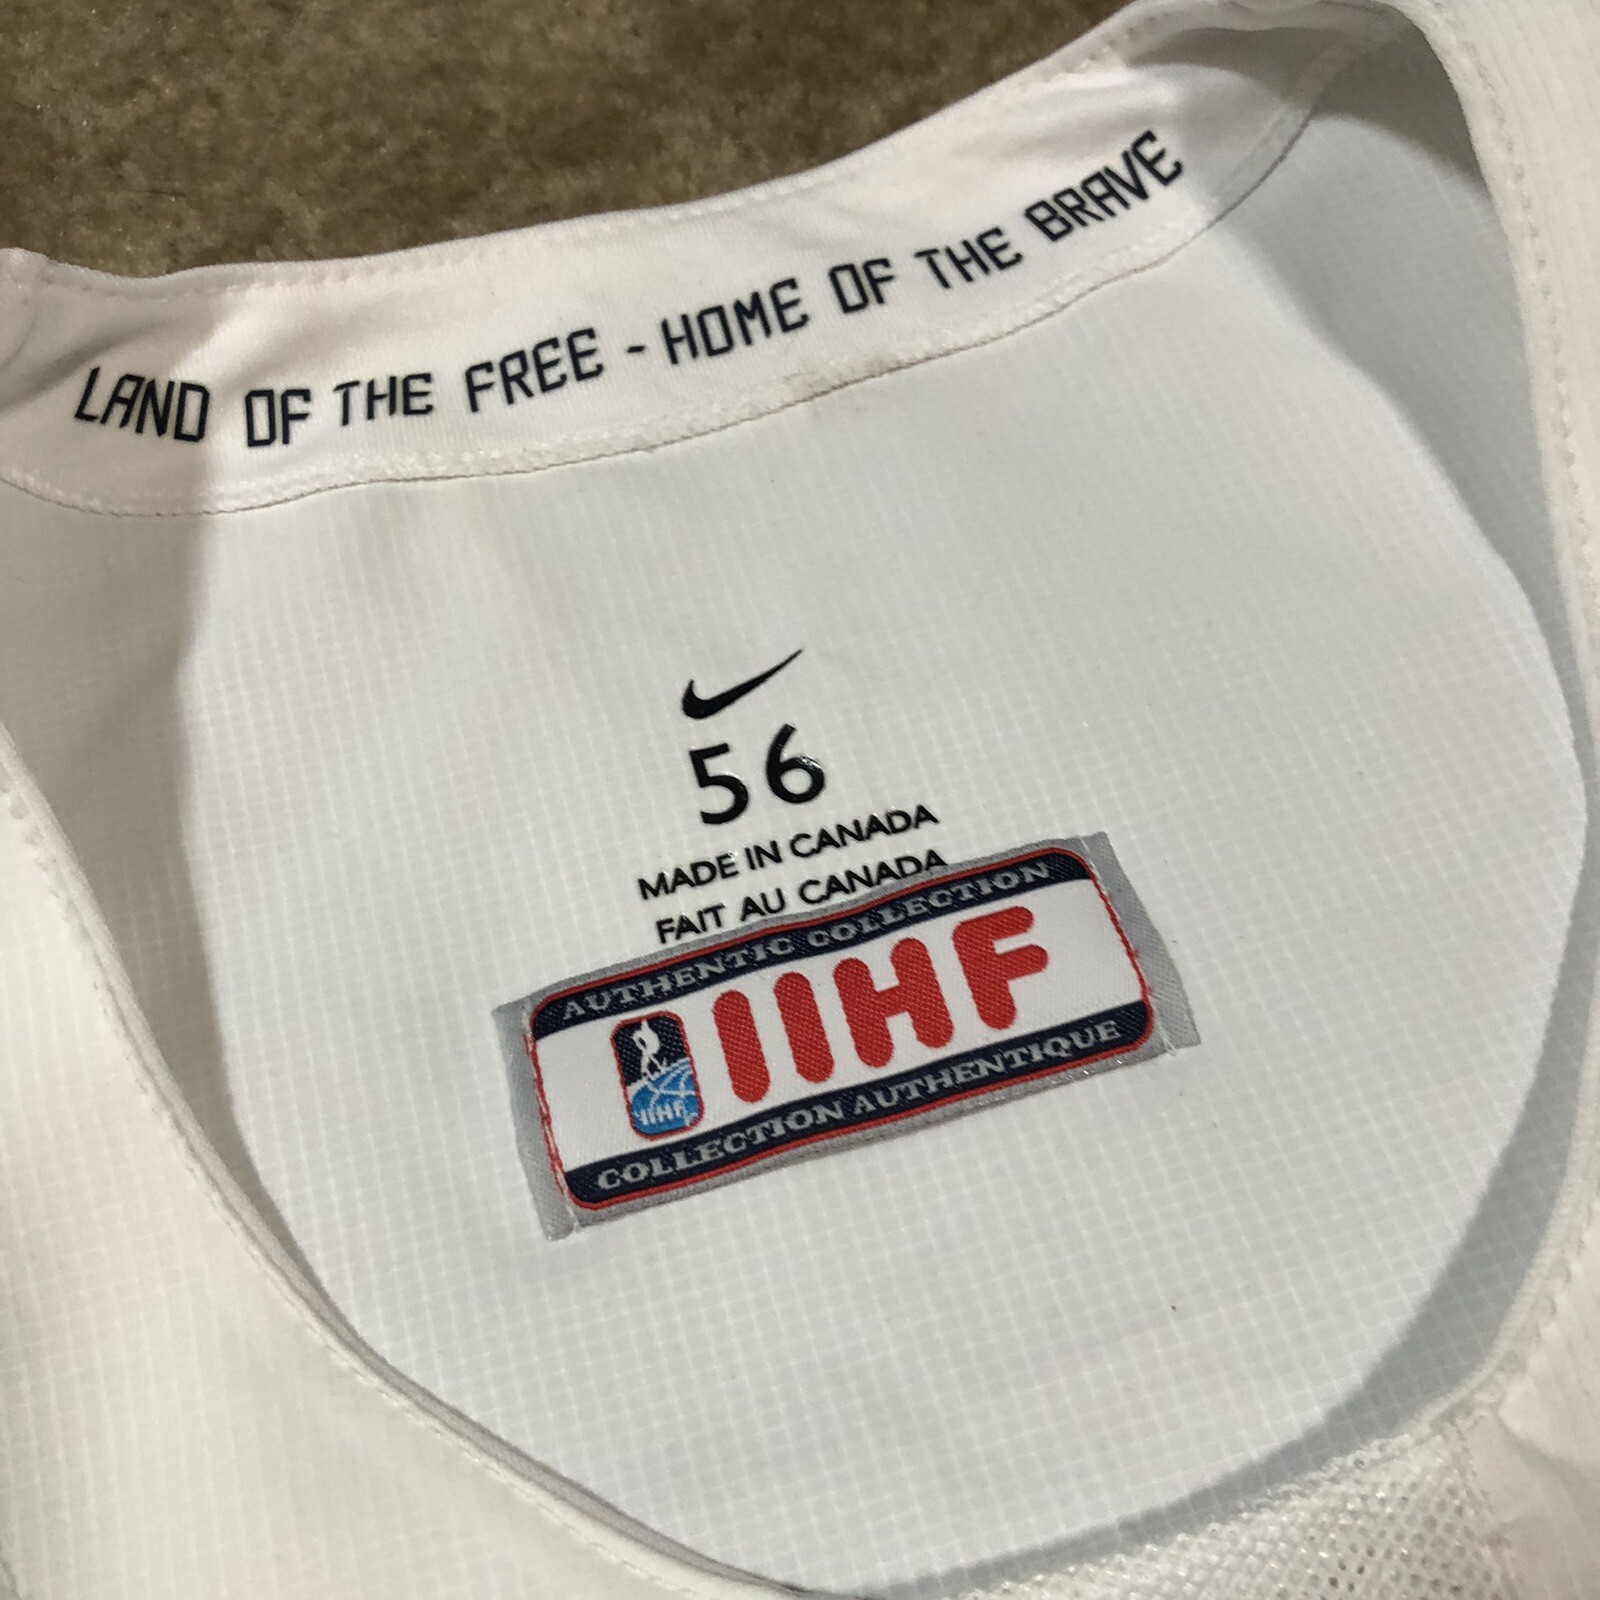 LAND OF THE FREE - HOME OF THE BRAVE
56
MADE IN CANADA
FAIT AU CANADA
AUTHENTIC COLLECTION
IIHF
IIHF
COLLECTION AUTHENTIQUE